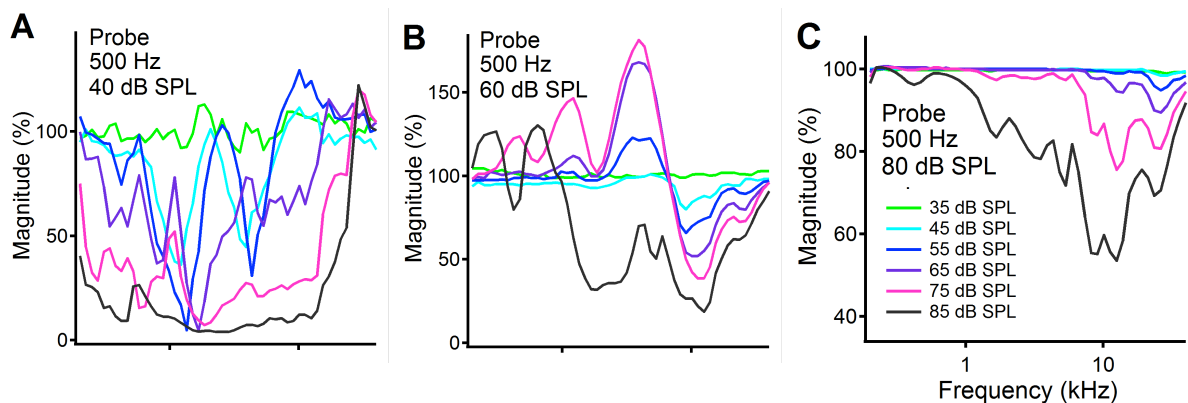 A
Probe
500 Hz
40 dB SPL
Magnitude (%)
100
50
0
B
Probe
500 Hz
60 dB SPL
Magnitude (%)
150
100
50
0
C
Probe
500 Hz
80 dB SPL
Magnitude (%)
100
80
60
40
35 dB SPL
45 dB SPL
55 dB SPL
65 dB SPL
75 dB SPL
85 dB SPL
1
10
Frequency (kHz)